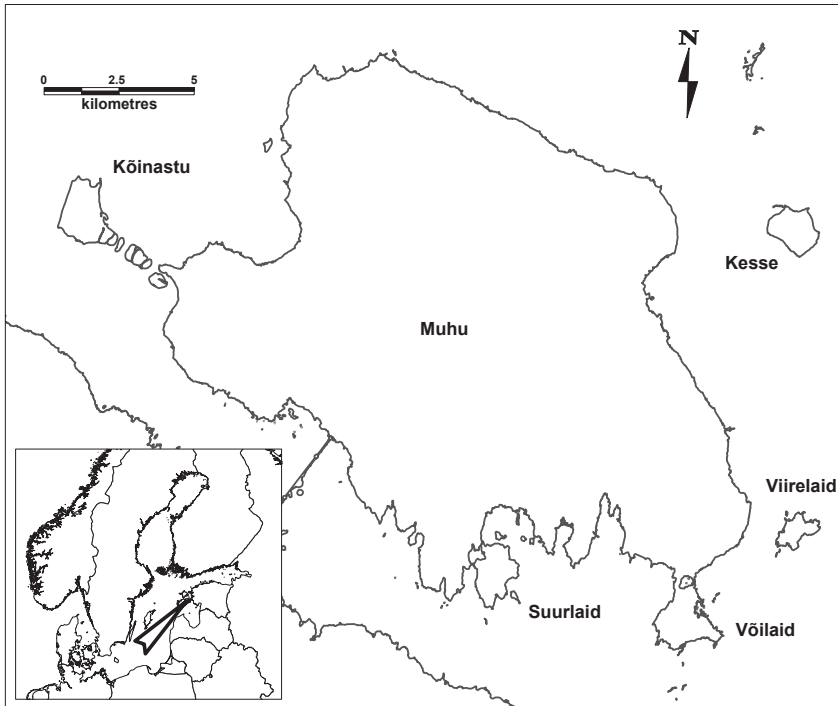 N
0 2.5 5
kilometres
Kõinastu
Kesse
Muhu
Viirelaid
Suurlaid
Võilaid